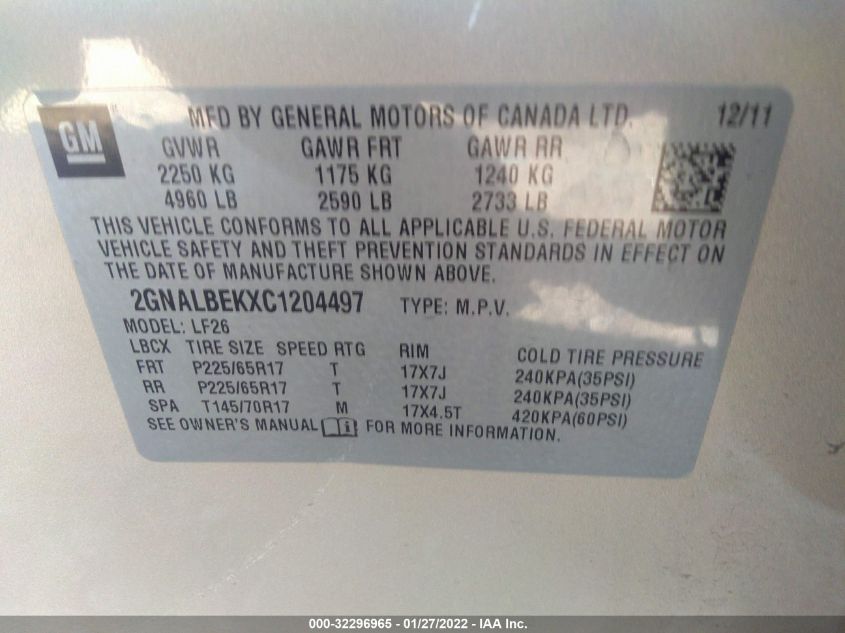 GM
MFD BY GENERAL MOTORS OF CANADA LTD. 12/11
GVWR GAWR FRT GAWR RR
2250 KG 1175 KG 1240 KG
4960 LB 2590 LB 2733 LB
THIS VEHICLE CONFORMS TO ALL APPLICABLE U.S. FEDERAL MOTOR
VEHICLE SAFETY AND THEFT PREVENTION STANDARDS IN EFFECT ON
THE DATE OF MANUFACTURE SHOWN ABOVE.
2GNALBEKXC1204497 TYPE: M.P.V.
MODEL: LF26
LBCX TIRE SIZE SPEED RTG RIM COLD TIRE PRESSURE
FRT P225/65R17 T 17X7J 240KPA(35PSI)
RR P225/65R17 T 17X7J 240KPA(35PSI)
SPA T145/70R17 M 17X4.5T 420KPA(60PSI)
SEE OWNER'S MANUAL i FOR MORE INFORMATION.
000-32296965 - 01/27/2022 - IAA Inc.